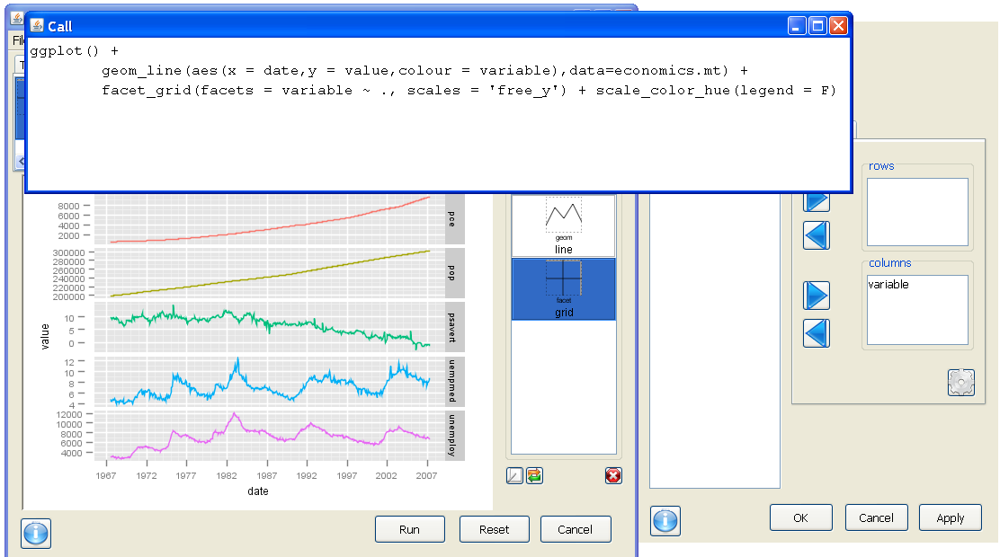 Call
ggplot() +
geom_line(aes(x = date,y = value,colour = variable),data=economics.mt) +
facet_grid(facets = variable ~ ., scales = 'free_y') + scale_color_hue(legend = F)
rows
columns
variable
geom
line
facet
grid
8000
6000
4000
2000
pce
300000
280000
260000
240000
220000
200000
pop
10
5
0
psavert
12
10
8
6
4
uempmed
12000
10000
8000
6000
4000
unemploy
value
1967 1972 1977 1982 1987 1992 1997 2002 2007
date
Run Reset Cancel
OK Cancel Apply